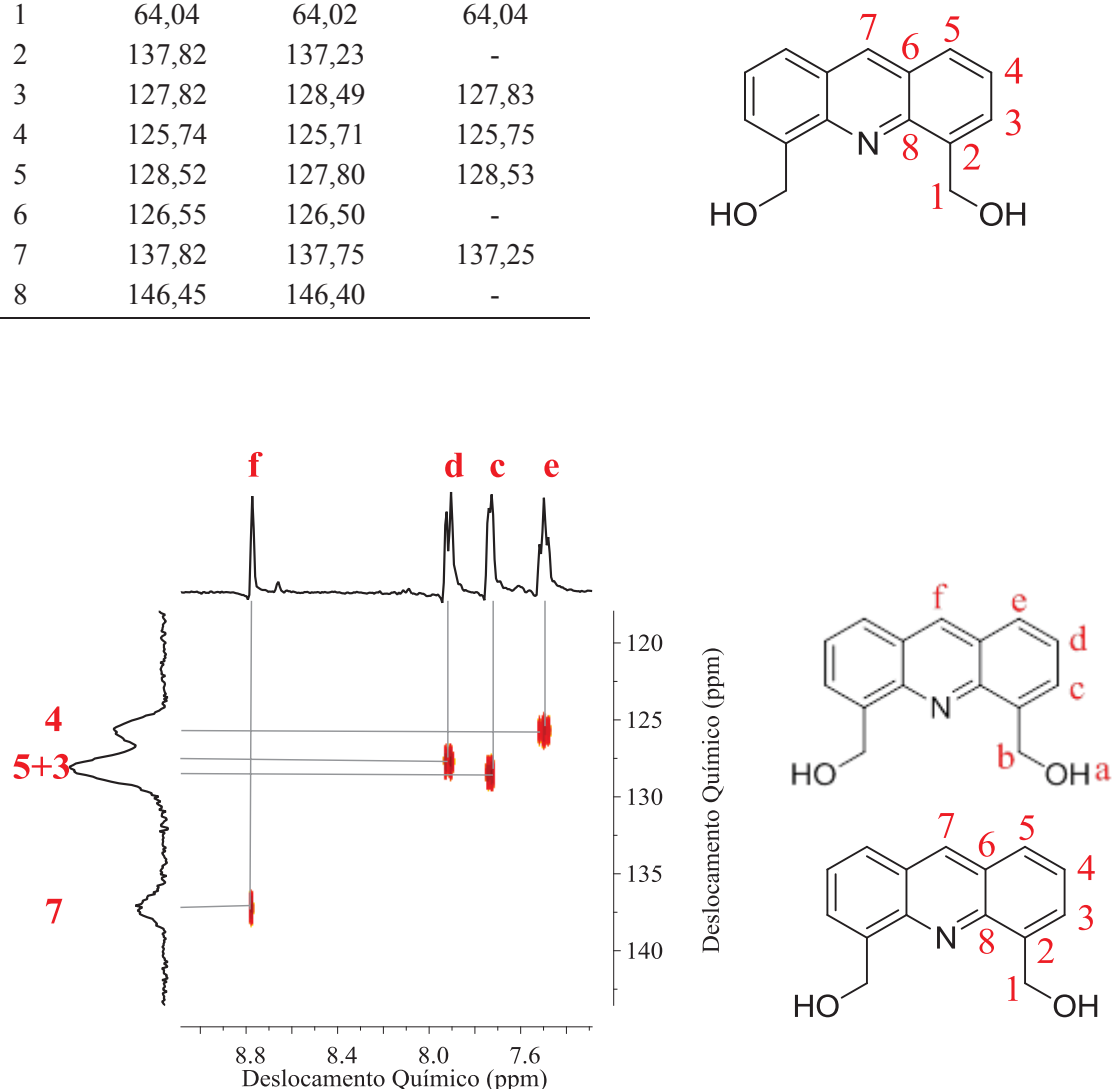 1 64,04 64,02 64,04
2 137,82 137,23 -
3 127,82 128,49 127,83
4 125,74 125,71 125,75
5 128,52 127,80 128,53
6 126,55 126,50 -
7 137,82 137,75 137,25
8 146,45 146,40 -
7 5
6
4
3
N 8
2
1
HO OH
f d c e
120
4 125
5+3
130
135
7
140
Deslocamento Químico (ppm)
8.8 8.4 8.0 7.6
Deslocamento Químico (ppm)
f e
d
c
N
b
HO OH a
7 5
6
4
3
N 8
2
1
HO OH